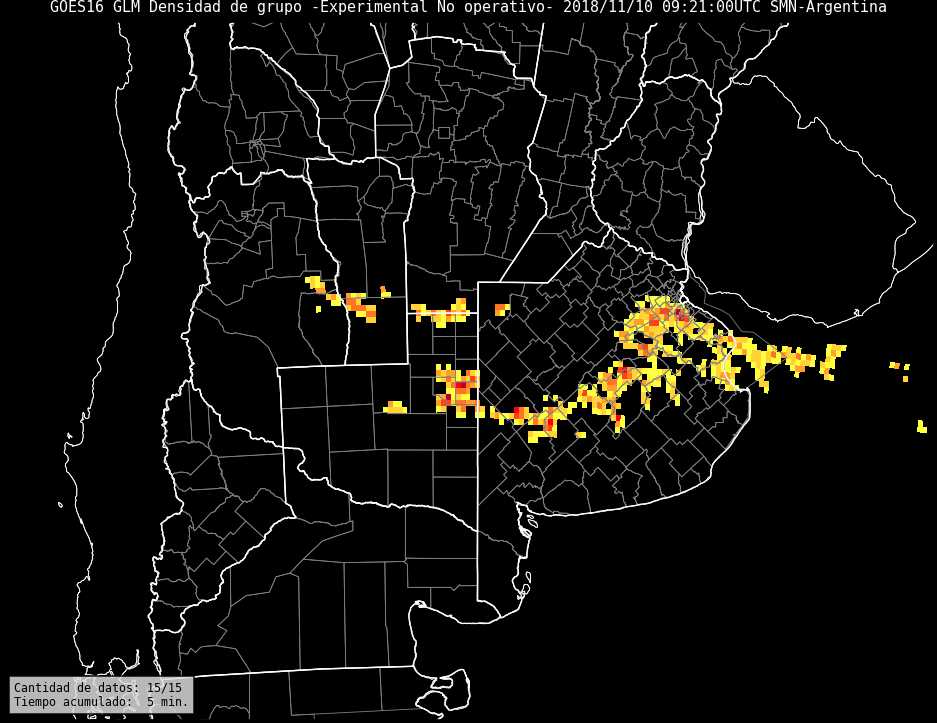 GOES16 GLM Densidad de grupo -Experimental No operativo- 2018/11/10 09:21:00UTC SMN-Argentina
Cantidad de datos: 15/15
Tiempo acumulado:  5 min.